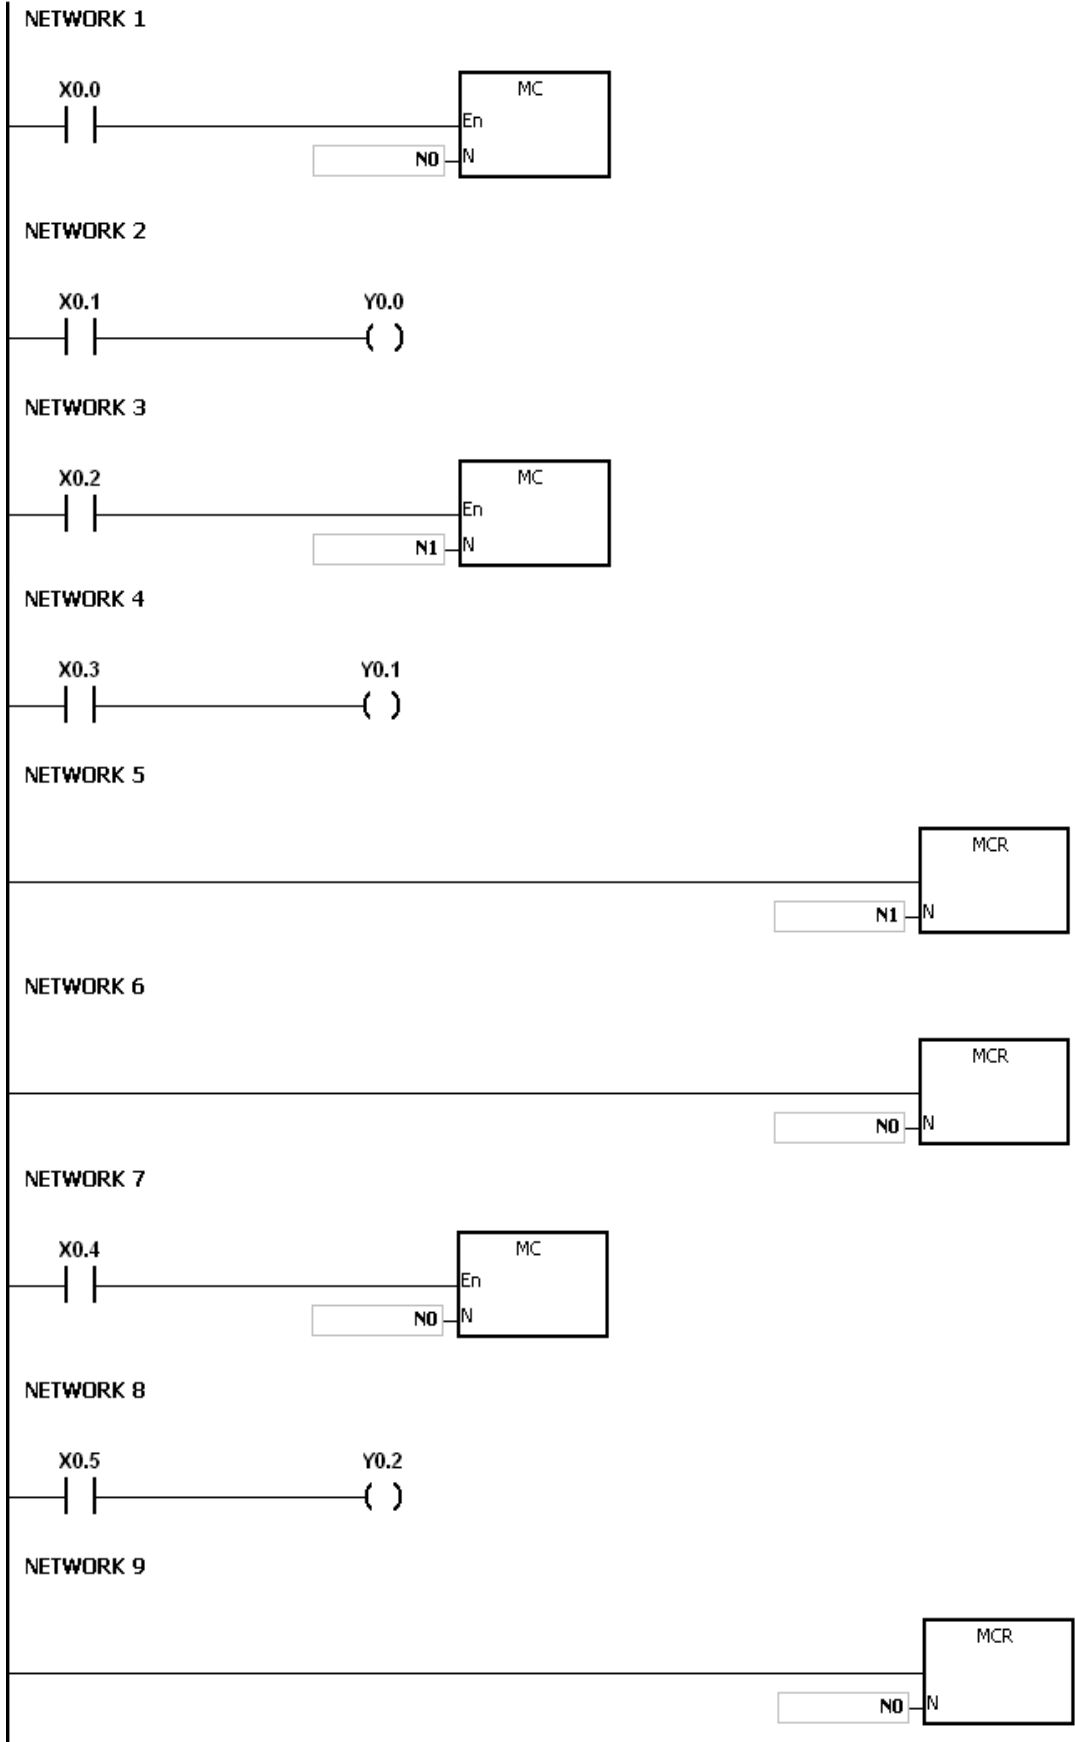 NETWORK 1
X0.0
MC
En
N0 N
NETWORK 2
X0.1 Y0.0
NETWORK 3
X0.2
MC
En
N1 N
NETWORK 4
X0.3 Y0.1
NETWORK 5
MCR
N1 N
NETWORK 6
MCR
N0 N
NETWORK 7
X0.4
MC
En
N0 N
NETWORK 8
X0.5 Y0.2
NETWORK 9
MCR
N0 N